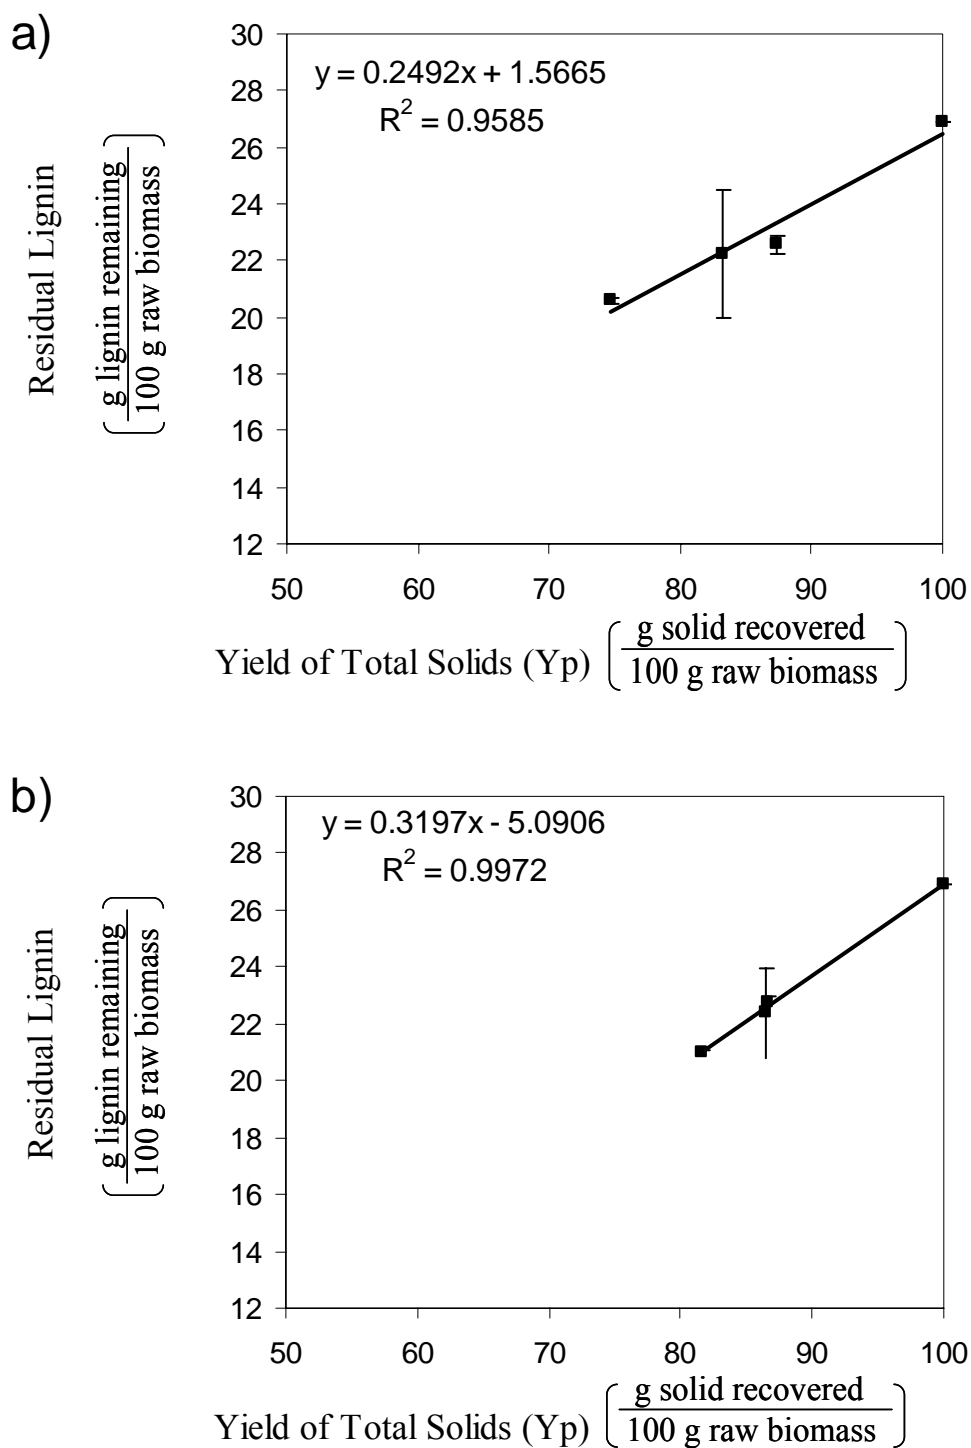 a)
y = 0.2492x + 1.5665
R² = 0.9585
Residual Lignin
g lignin remaining
100 g raw biomass
30
28
26
24
22
20
18
16
14
12
50 60 70 80 90 100
Yield of Total Solids (Yp) ( g solid recovered
100 g raw biomass )
b)
y = 0.3197x - 5.0906
R² = 0.9972
Residual Lignin
g lignin remaining
100 g raw biomass
30
28
26
24
22
20
18
16
14
12
50 60 70 80 90 100
Yield of Total Solids (Yp) ( g solid recovered
100 g raw biomass )